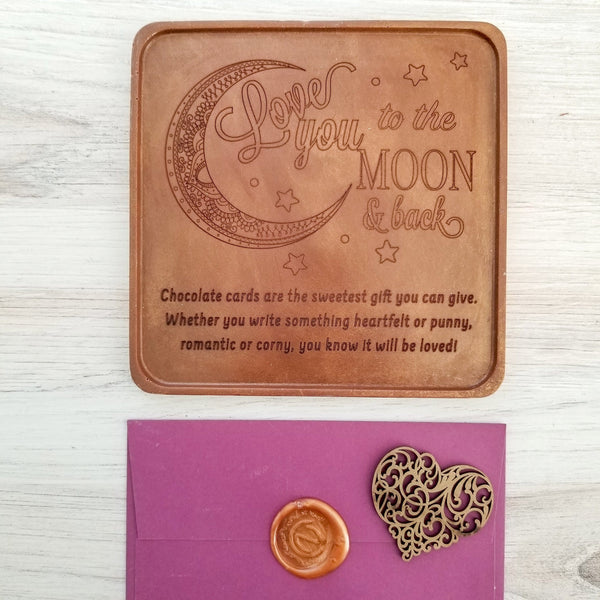 Love
you to the
MOON
& back
Chocolate cards are the sweetest gift you can give.
Whether you write something heartfelt or punny,
romantic or corny, you know it will be loved!